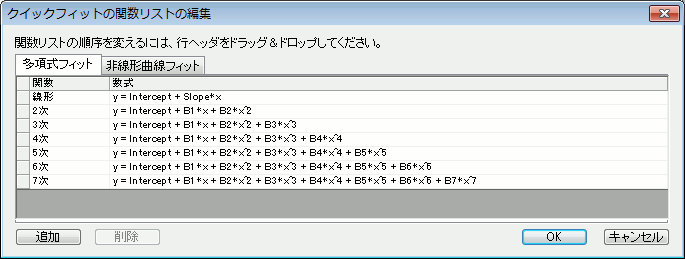 クイックフィットの関数リストの編集
関数リストの順序を変えるには、行ヘッダをドラッグ＆ドロップしてください。
多項式フィット 非線形曲線フィット
関数 数式
線形 y = Intercept + Slope*x
2次 y = Intercept + B1*x + B2*x^2
3次 y = Intercept + B1*x + B2*x^2 + B3*x^3
4次 y = Intercept + B1*x + B2*x^2 + B3*x^3 + B4*x^4
5次 y = Intercept + B1*x + B2*x^2 + B3*x^3 + B4*x^4 + B5*x^5
6次 y = Intercept + B1*x + B2*x^2 + B3*x^3 + B4*x^4 + B5*x^5 + B6*x^6
7次 y = Intercept + B1*x + B2*x^2 + B3*x^3 + B4*x^4 + B5*x^5 + B6*x^6 + B7*x^7
追加 削除 OK キャンセル